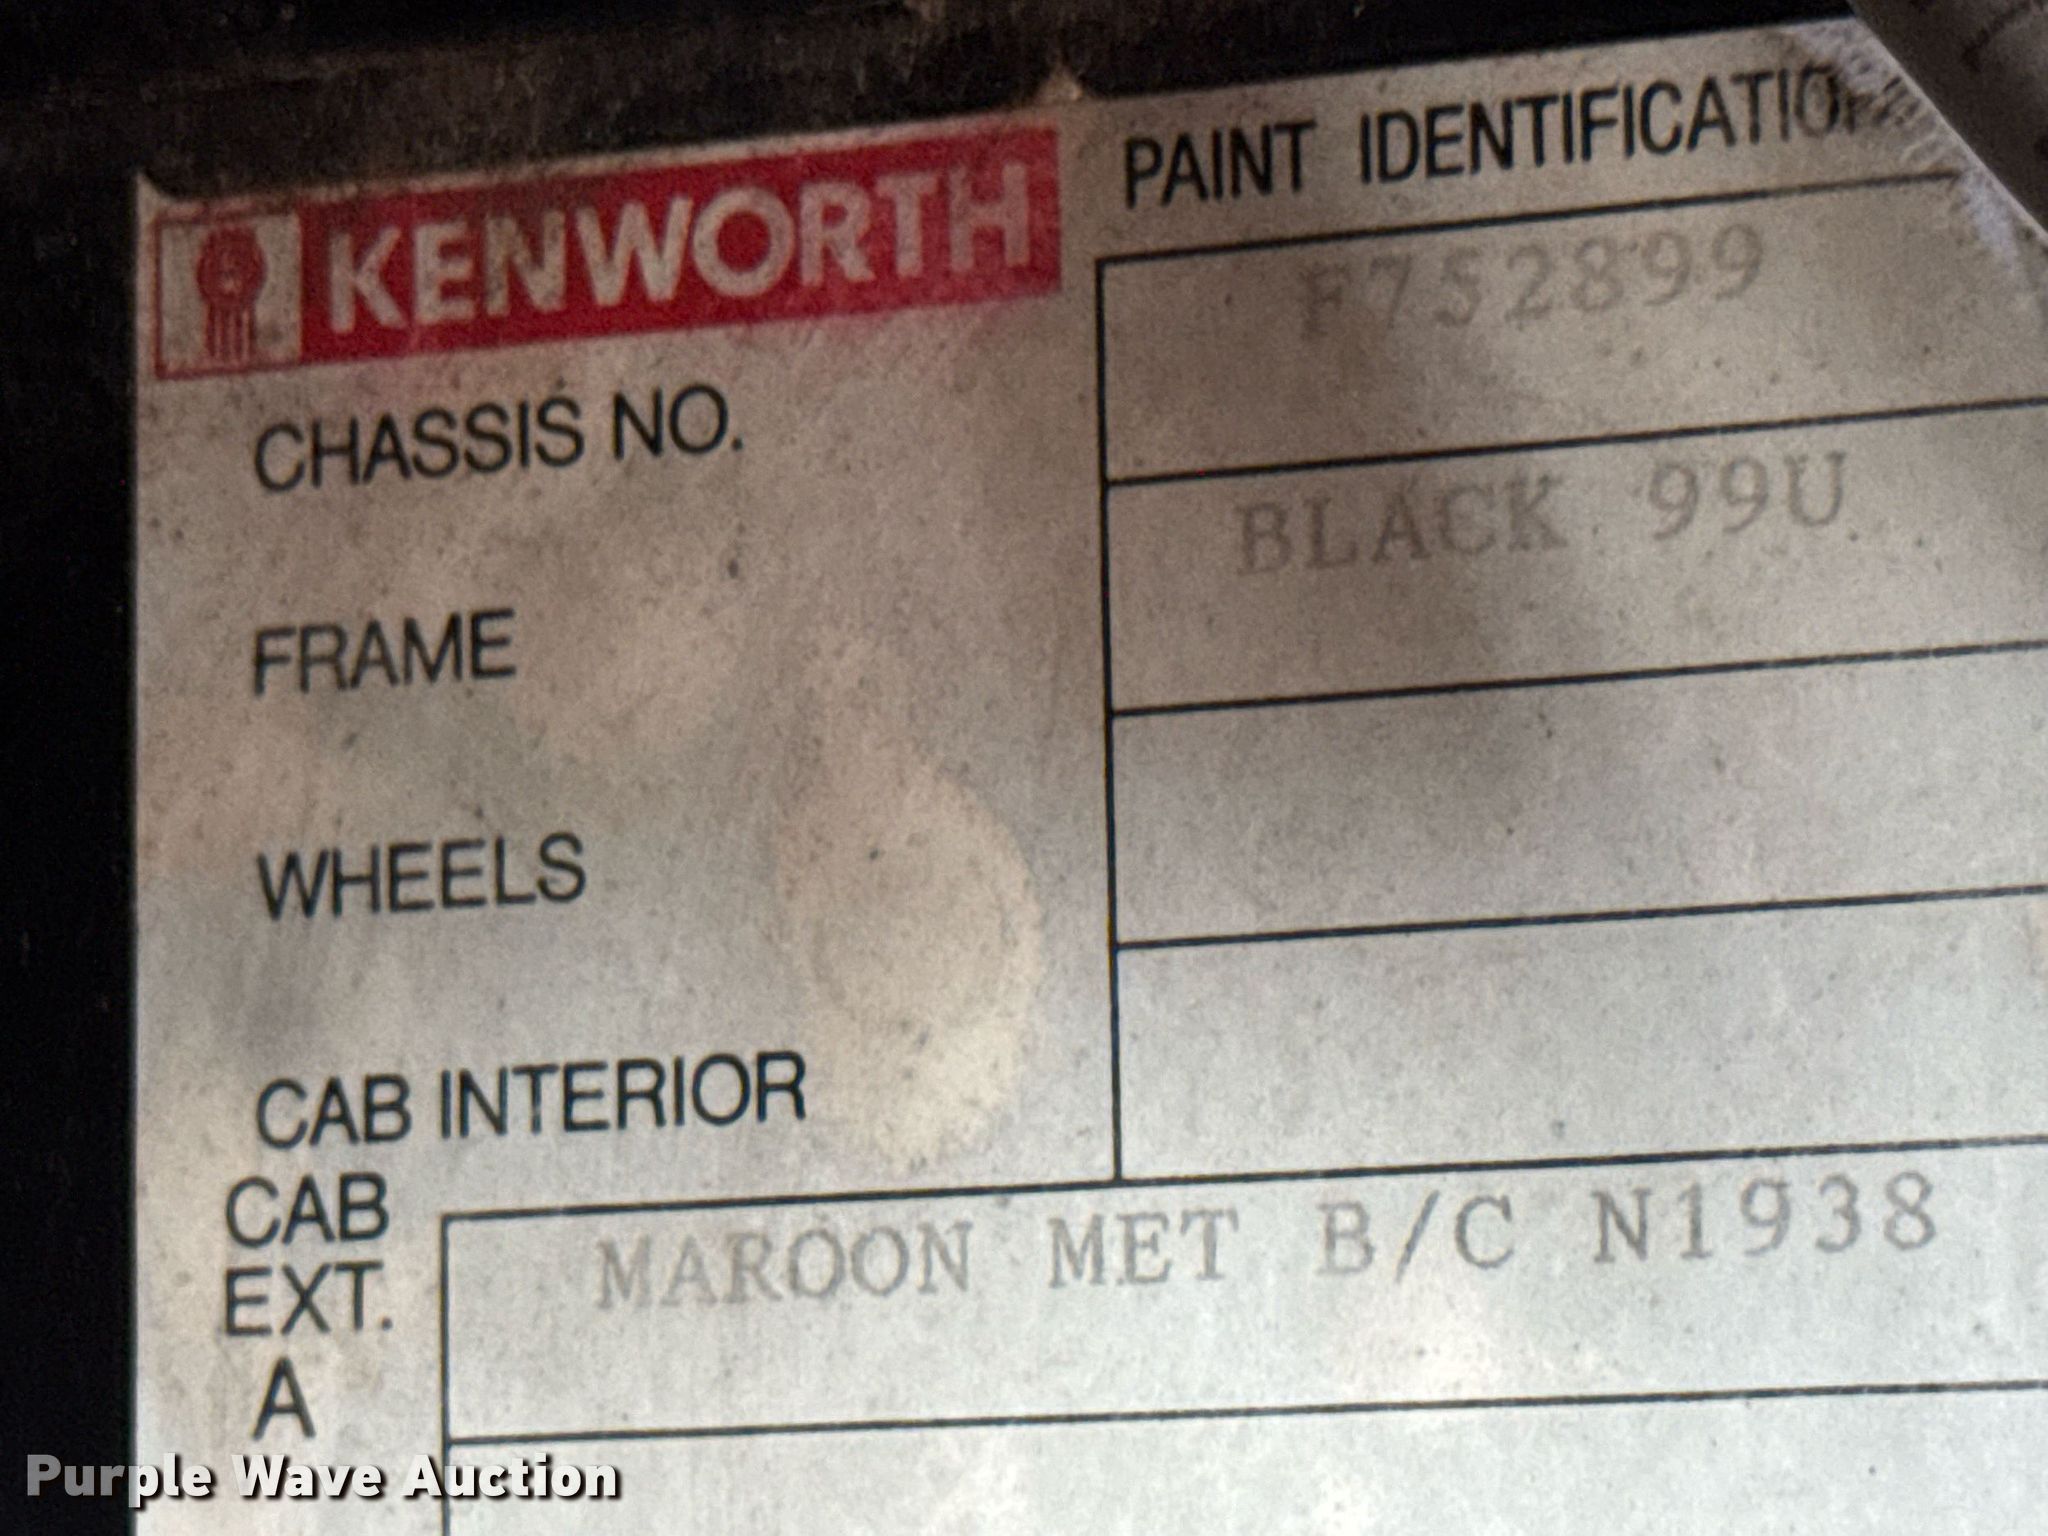 KENWORTH
PAINT IDENTIFICATION
CHASSIS NO.
F752899
FRAME
BLACK 99U
WHEELS
CAB INTERIOR
CAB
EXT.
A
MAROON MET B/C N1938
Purple Wave Auction